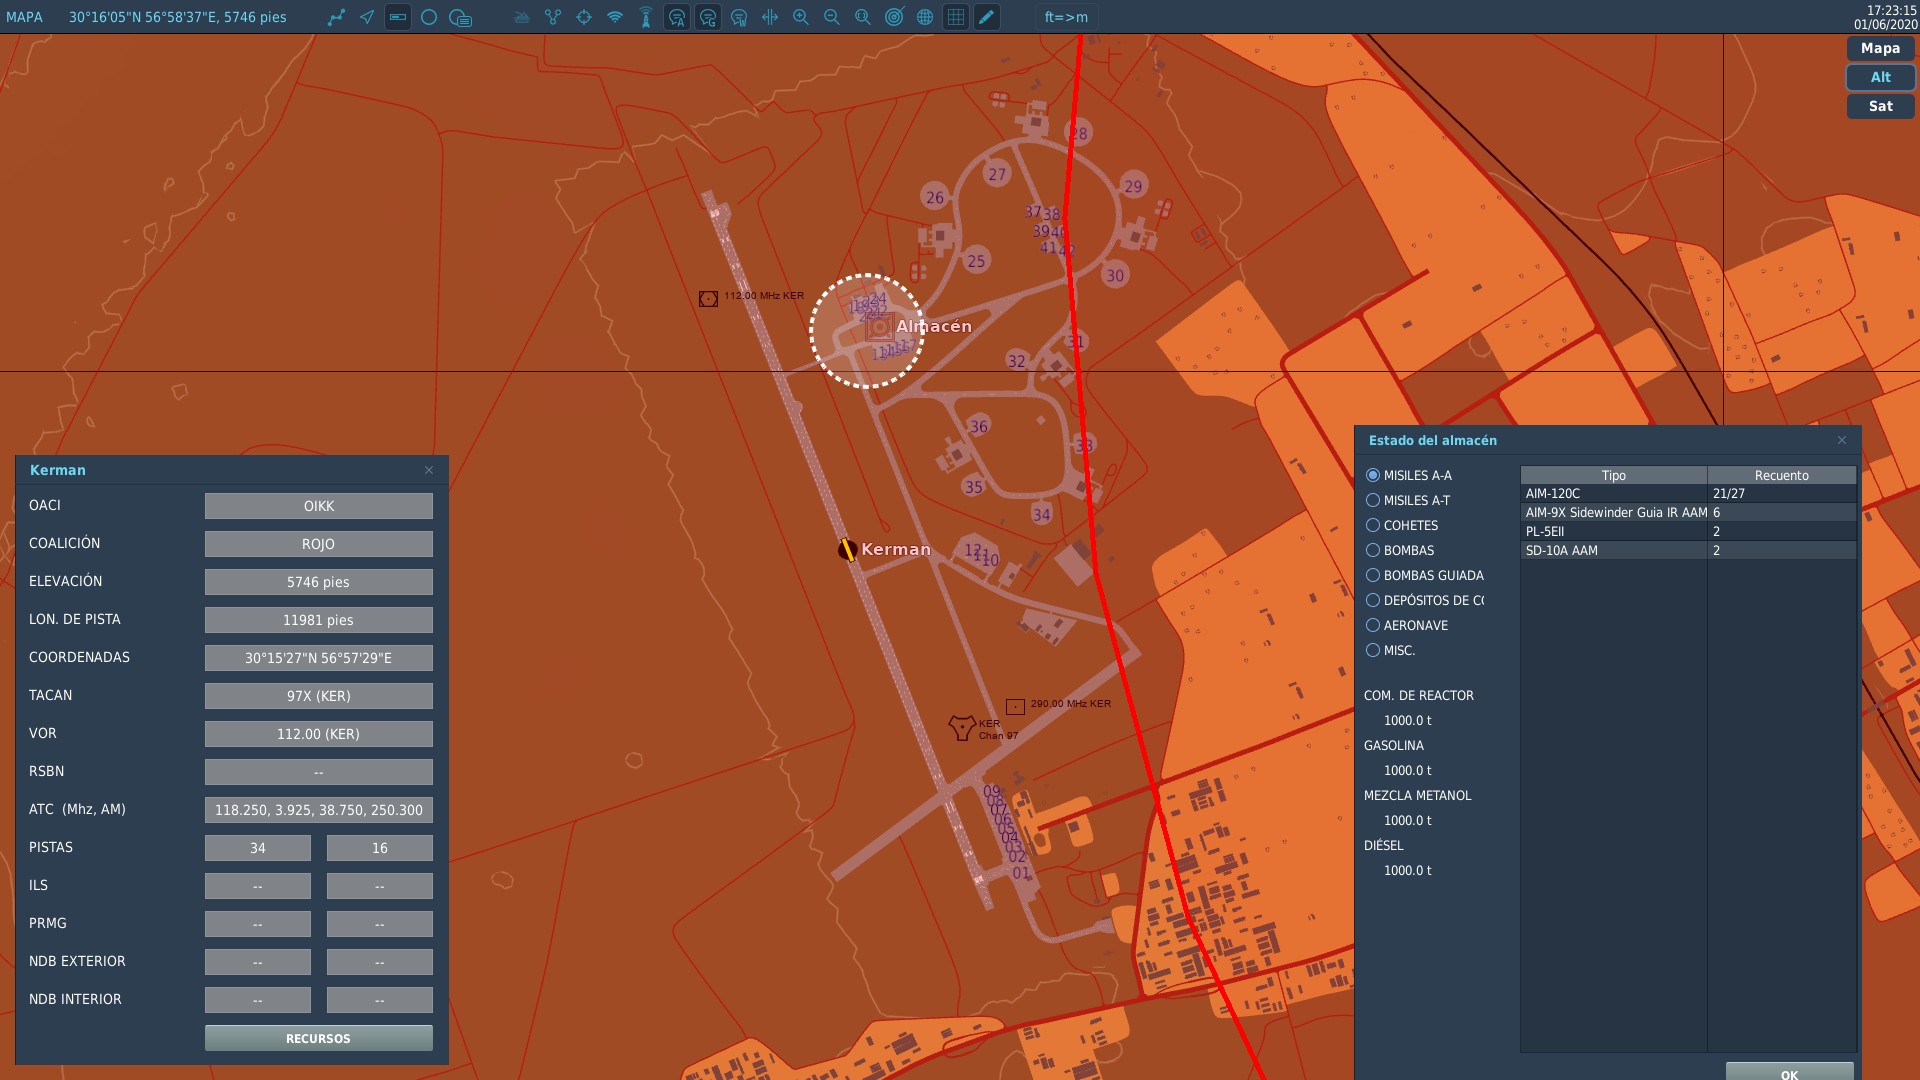 MAPA
30°16'05"N 56°58'37"E, 5746 pies
ft=>m
17:23:15
01/06/2020
Mapa
Alt
Sat
28
27
29
26
37
38
39
41
25
30
112.00 MHz KER
24
Almacén
31
32
36
33
35
34
Kerman
12
11
10
290.00 MHz KER
KER
Chan 97
09
08
07
06
05
04
03
02
01
Kerman
OACI
OIKK
COALICIÓN
ROJO
ELEVACIÓN
5746 pies
LON. DE PISTA
11981 pies
COORDENADAS
30°15'27"N 56°57'29"E
TACAN
97X (KER)
VOR
112.00 (KER)
RSBN
--
ATC (Mhz, AM)
118.250, 3.925, 38.750, 250.300
PISTAS
34
16
ILS
--
--
PRMG
--
--
NDB EXTERIOR
--
--
NDB INTERIOR
--
--
RECURSOS
Estado del almacén
MISILES A-A
MISILES A-T
COHETES
BOMBAS
BOMBAS GUIADA
DEPÓSITOS DE CO
AERONAVE
MISC.
COM. DE REACTOR
1000.0 t
GASOLINA
1000.0 t
MEZCLA METANOL
1000.0 t
DIÉSEL
1000.0 t
Tipo
Recuento
AIM-120C
21/27
AIM-9X Sidewinder Guia IR AAM
6
PL-5EII
2
SD-10A AAM
2
OK